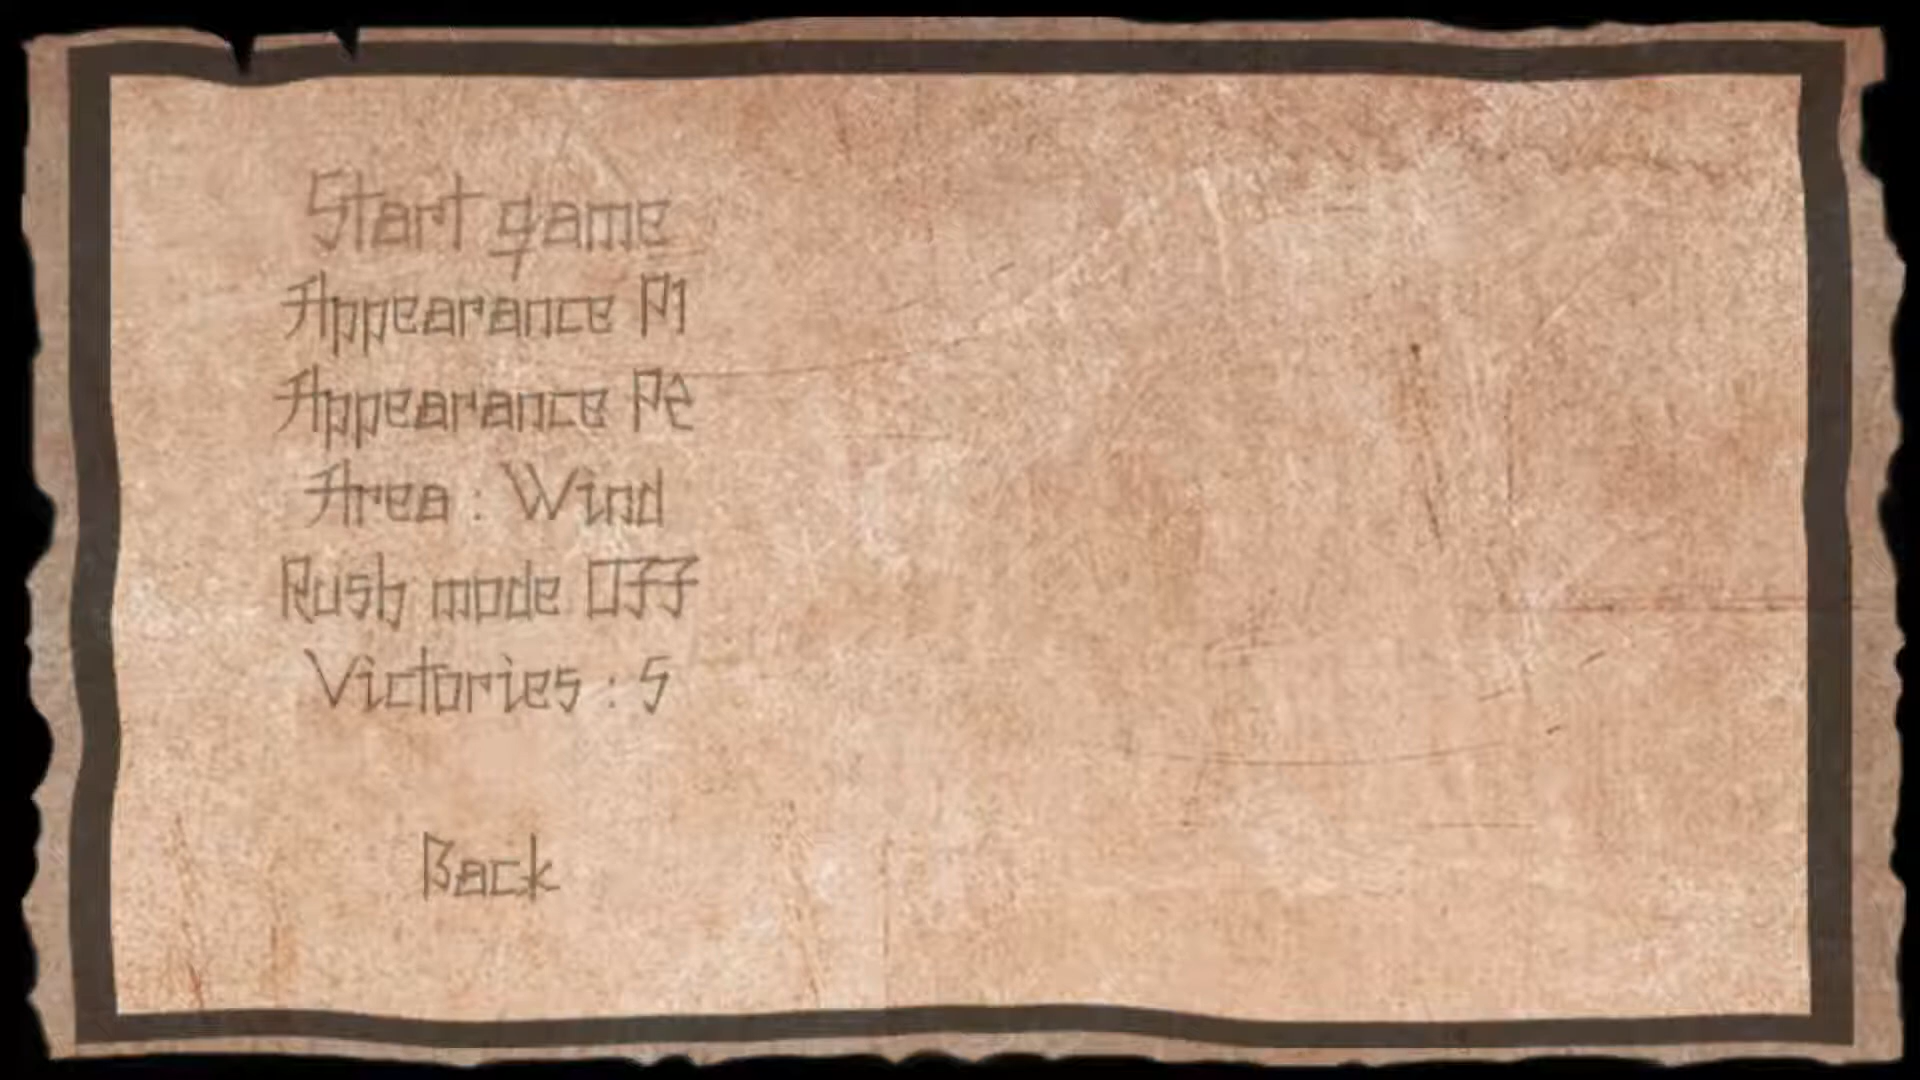 Start game
Appearance P1
Appearance P2
Area : Wind
Rush mode Off
Victories : 5
Back